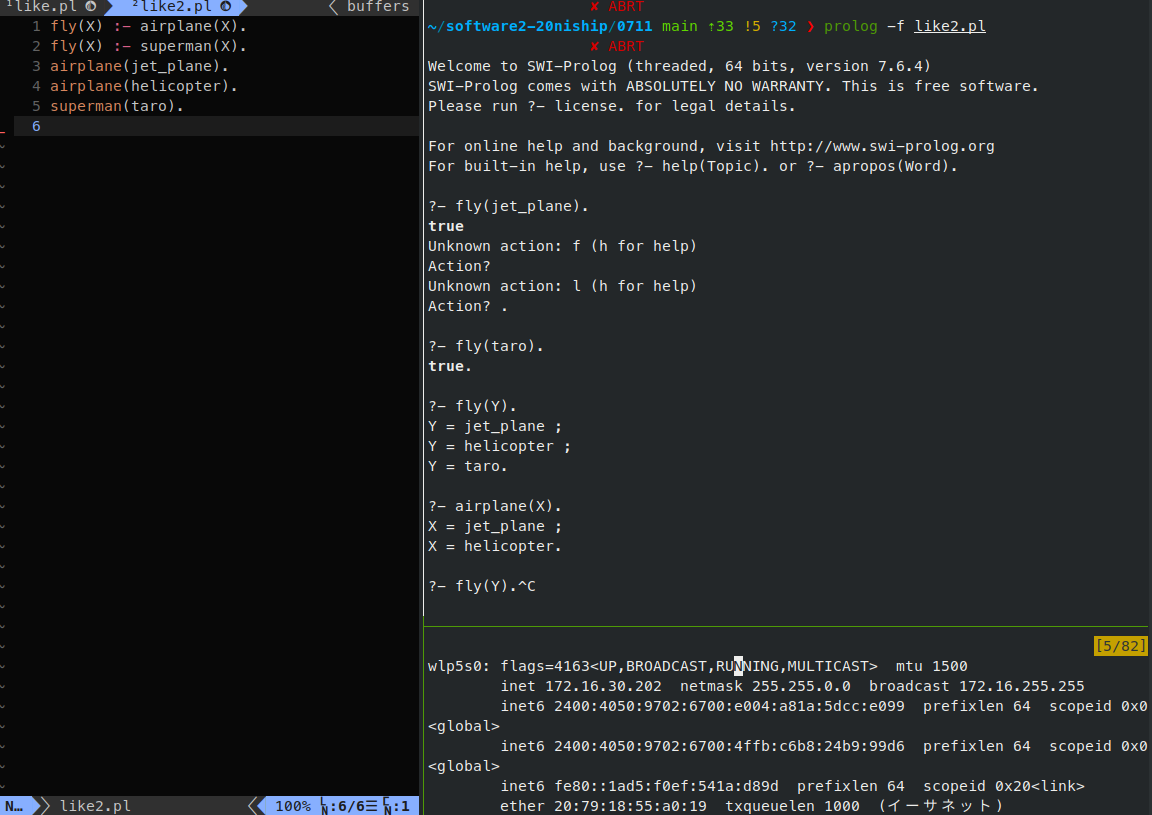 ¹like.pl ²like2.pl buffers
1 fly(X) :- airplane(X).
2 fly(X) :- superman(X).
3 airplane(jet_plane).
4 airplane(helicopter).
5 superman(taro).
6
N… like2.pl 100% ㏑:6/6☰ ㏑:1
✘ ABRT
~/software2-20niship/0711 main ⇡33 !5 ?32 ❯ prolog -f like2.pl
✘ ABRT
Welcome to SWI-Prolog (threaded, 64 bits, version 7.6.4)
SWI-Prolog comes with ABSOLUTELY NO WARRANTY. This is free software.
Please run ?- license. for legal details.
For online help and background, visit http://www.swi-prolog.org
For built-in help, use ?- help(Topic). or ?- apropos(Word).
?- fly(jet_plane).
true
Unknown action: f (h for help)
Action?
Unknown action: l (h for help)
Action? .
?- fly(taro).
true.
?- fly(Y).
Y = jet_plane ;
Y = helicopter ;
Y = taro.
?- airplane(X).
X = jet_plane ;
X = helicopter.
?- fly(Y).^C
[5/82]
wlp5s0: flags=4163<UP,BROADCAST,RUNNING,MULTICAST> mtu 1500
inet 172.16.30.202 netmask 255.255.0.0 broadcast 172.16.255.255
inet6 2400:4050:9702:6700:e004:a81a:5dcc:e099 prefixlen 64 scopeid 0x0
<global>
inet6 2400:4050:9702:6700:4ffb:c6b8:24b9:99d6 prefixlen 64 scopeid 0x0
<global>
inet6 fe80::1ad5:f0ef:541a:d89d prefixlen 64 scopeid 0x20<link>
ether 20:79:18:55:a0:19 txqueuelen 1000 (イーサネット)